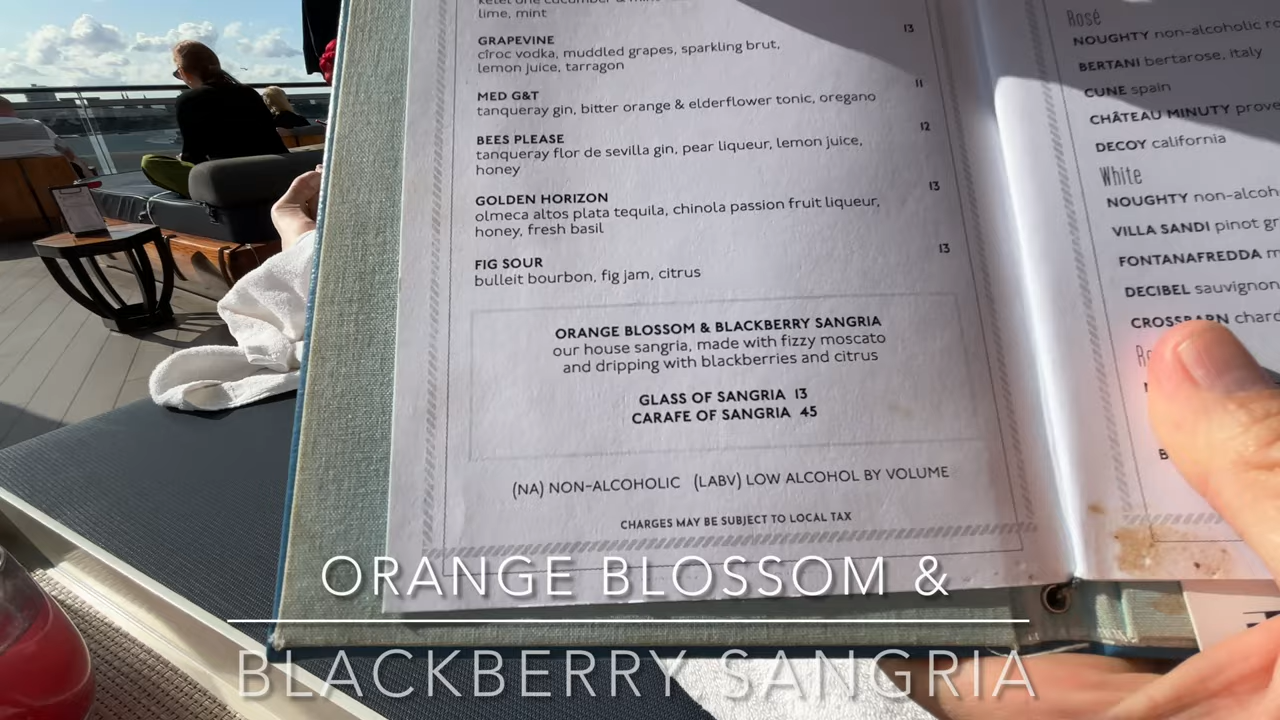 lime, mint
13
GRAPEVINE
cîroc vodka, muddled grapes, sparkling brut,
lemon juice, tarragon
11
MED G&T
tanqueray gin, bitter orange & elderflower tonic, oregano
12
BEES PLEASE
tanqueray flor de sevilla gin, pear liqueur, lemon juice,
honey
13
GOLDEN HORIZON
olmeca altos plata tequila, chinola passion fruit liqueur,
honey, fresh basil
13
FIG SOUR
bulleit bourbon, fig jam, citrus
ORANGE BLOSSOM & BLACKBERRY SANGRIA
our house sangria, made with fizzy moscato
and dripping with blackberries and citrus
GLASS OF SANGRIA 13
CARAFE OF SANGRIA 45
(NA) NON-ALCOHOLIC (LABV) LOW ALCOHOL BY VOLUME
CHARGES MAY BE SUBJECT TO LOCAL TAX
Rosé
NOUGHTY non-alcoholic
BERTANI bertarose, italy
CUNE spain
CHÂTEAU MINUTY
DECOY california
White
NOUGHTY
VILLA SANDI pinot
FONTANAFREDDA
DECIBEL sauvignon
CROSSBARN
ORANGE BLOSSOM &
BLACKBERRY SANGRIA